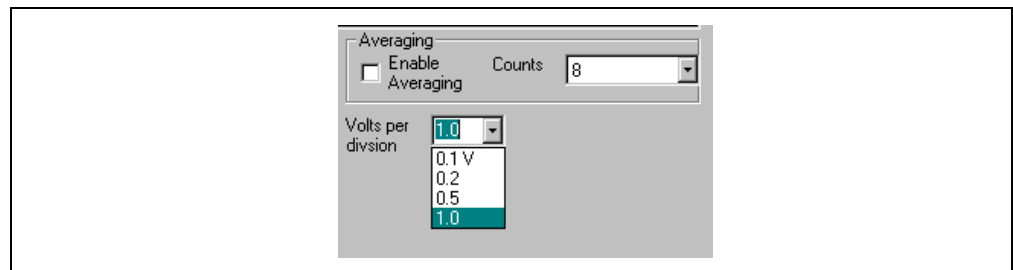 Averaging
Enable Averaging
Counts
8
Volts per divsion
1.0
0.1 V
0.2
0.5
1.0